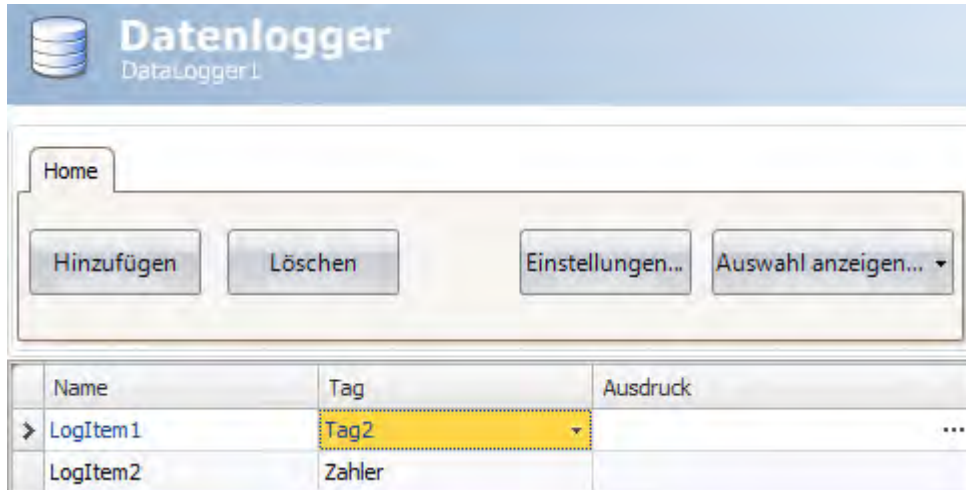 Datenlogger
DataLogger1
Home
Hinzufügen Löschen Einstellungen... Auswahl anzeigen...
Name Tag Ausdruck
LogItem1 Tag2 ...
LogItem2 Zahler